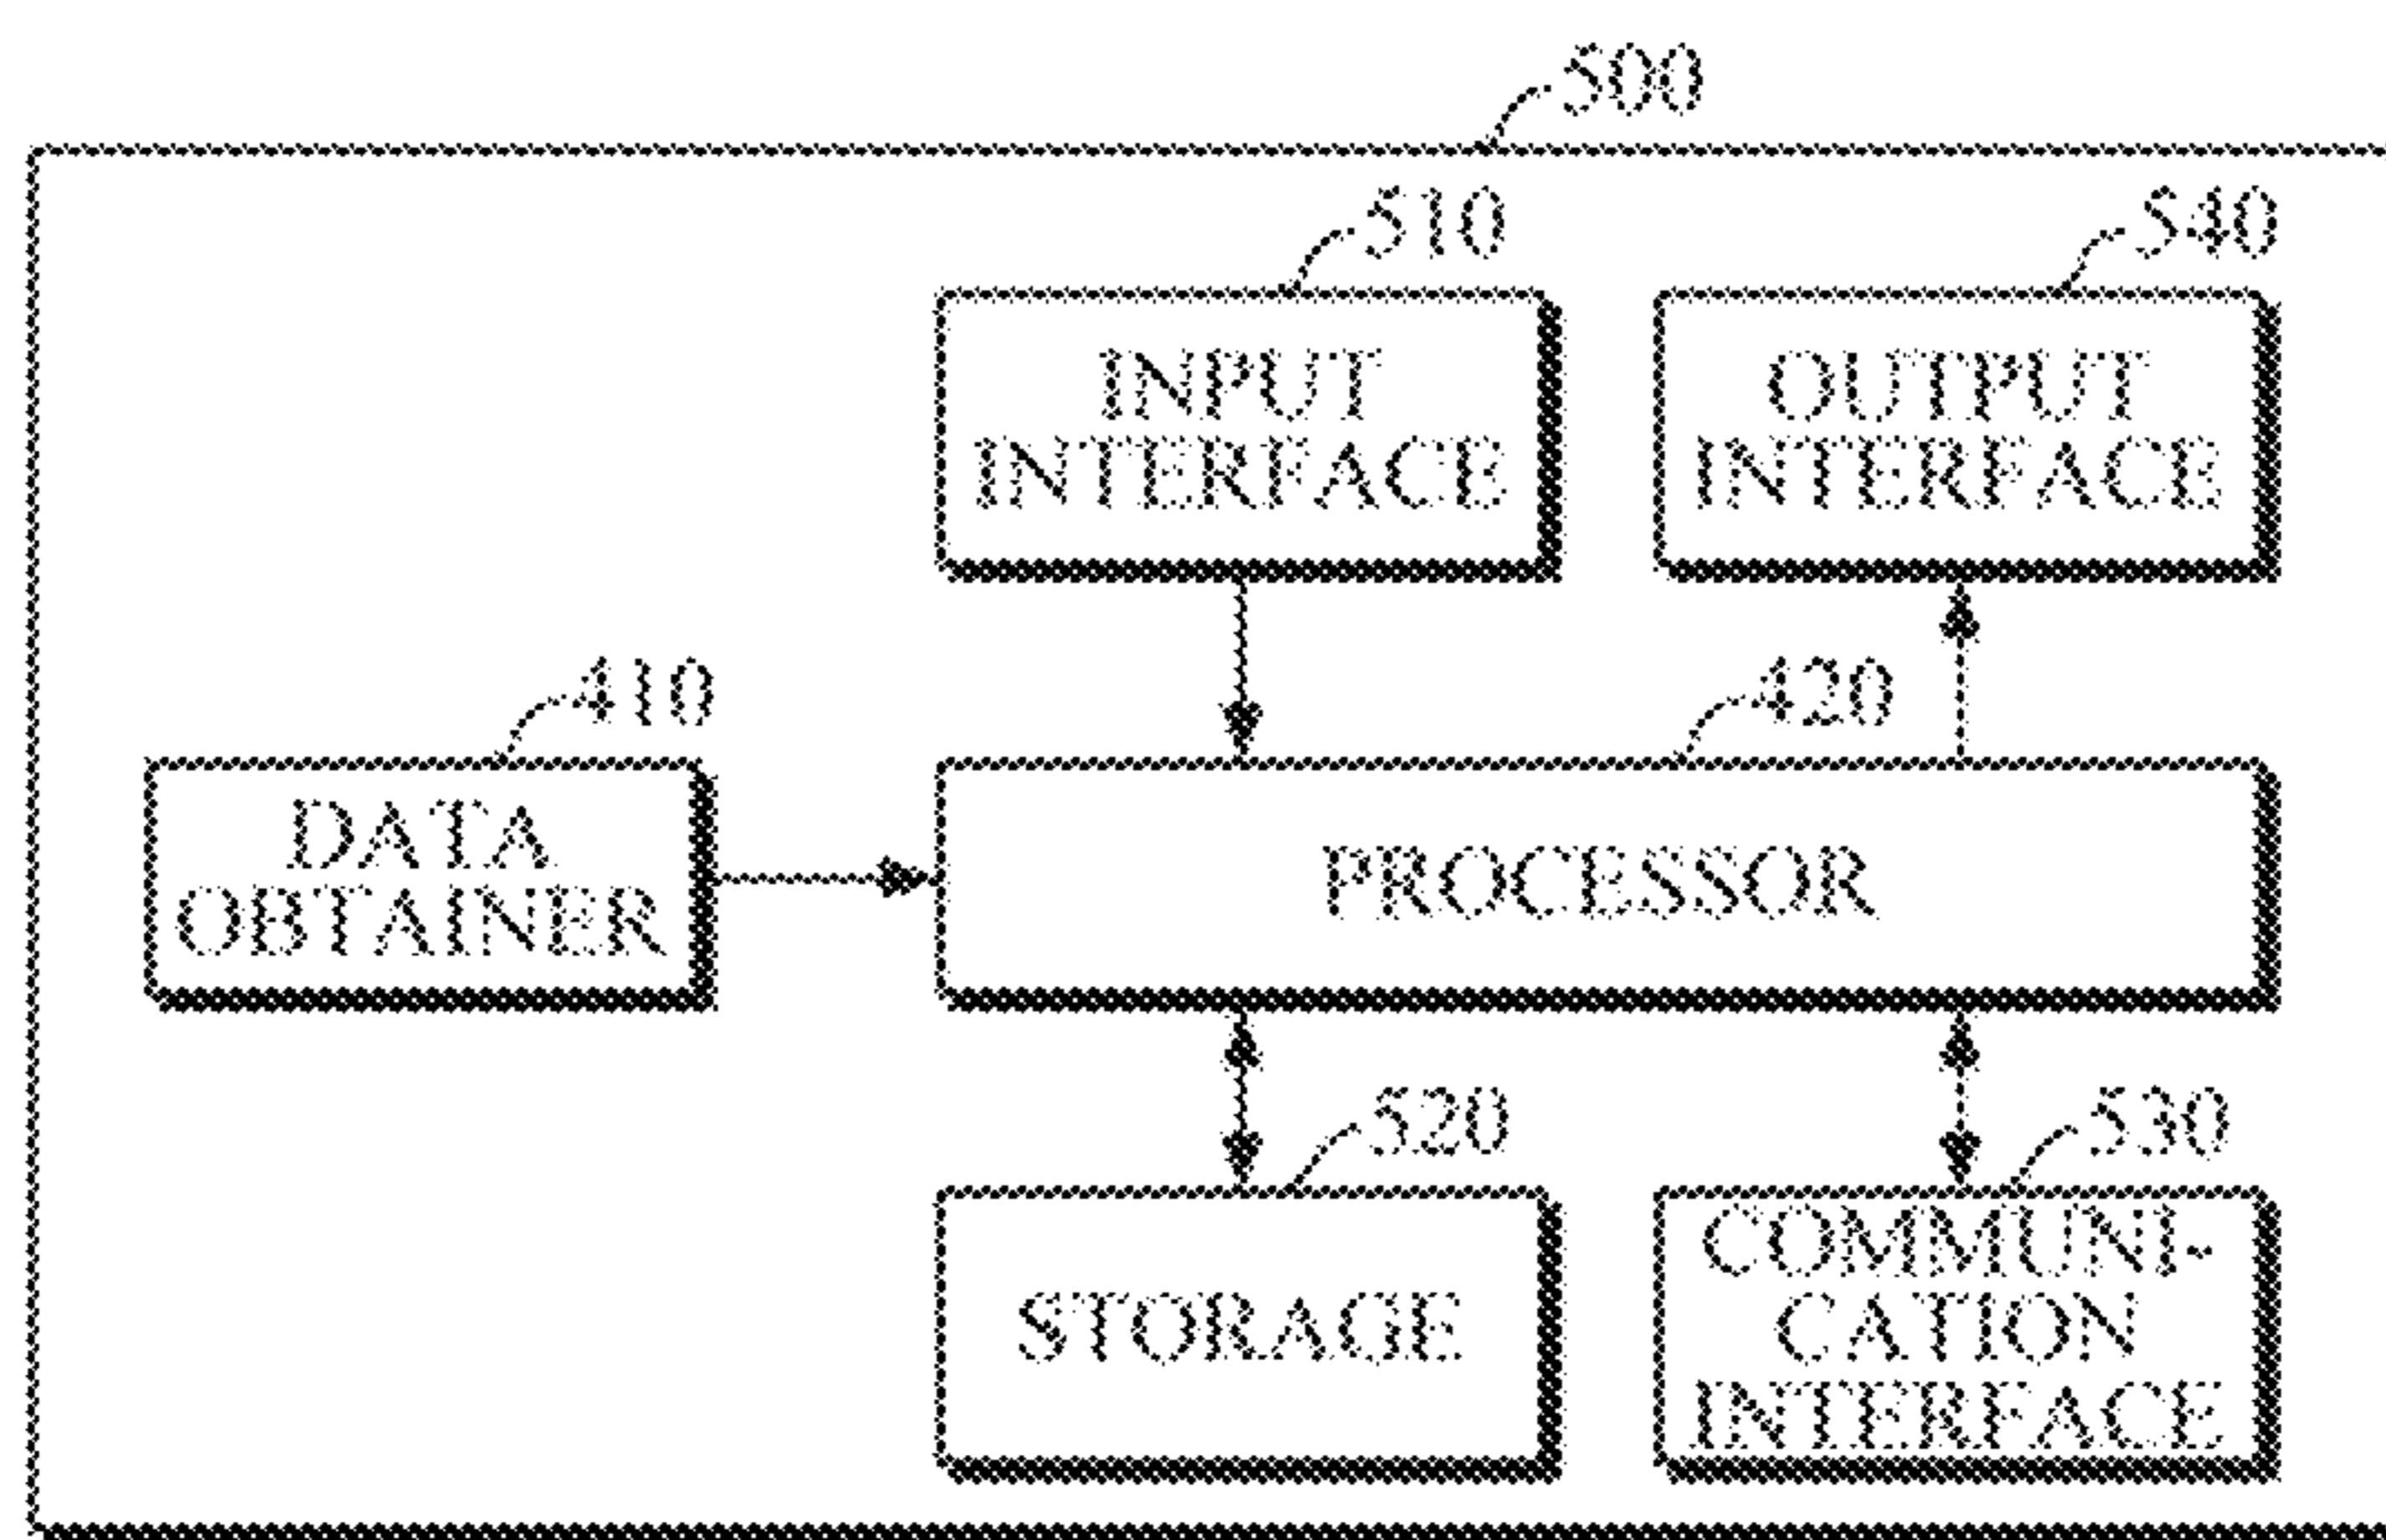 500
510
540
INPUT
INTERFACE
OUTPUT
INTERFACE
410
420
DATA
OBTAINER
PROCESSOR
520
530
STORAGE
COMMUNI-
CATION
INTERFACE